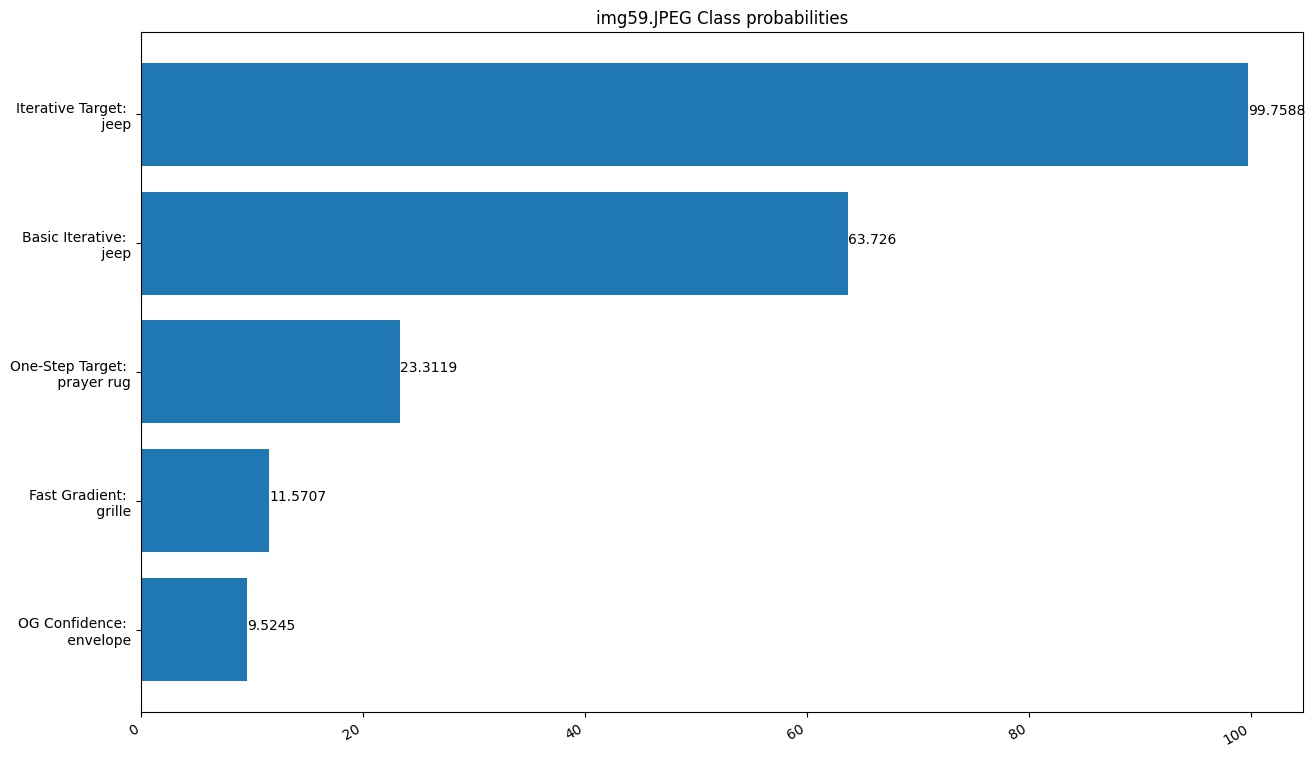 img59.JPEG Class probabilities
Iterative Target:
jeep
99.7588
Basic Iterative:
jeep
63.726
One-Step Target:
prayer rug
23.3119
Fast Gradient:
grille
11.5707
OG Confidence:
envelope
9.5245
0 20 40 60 80 100